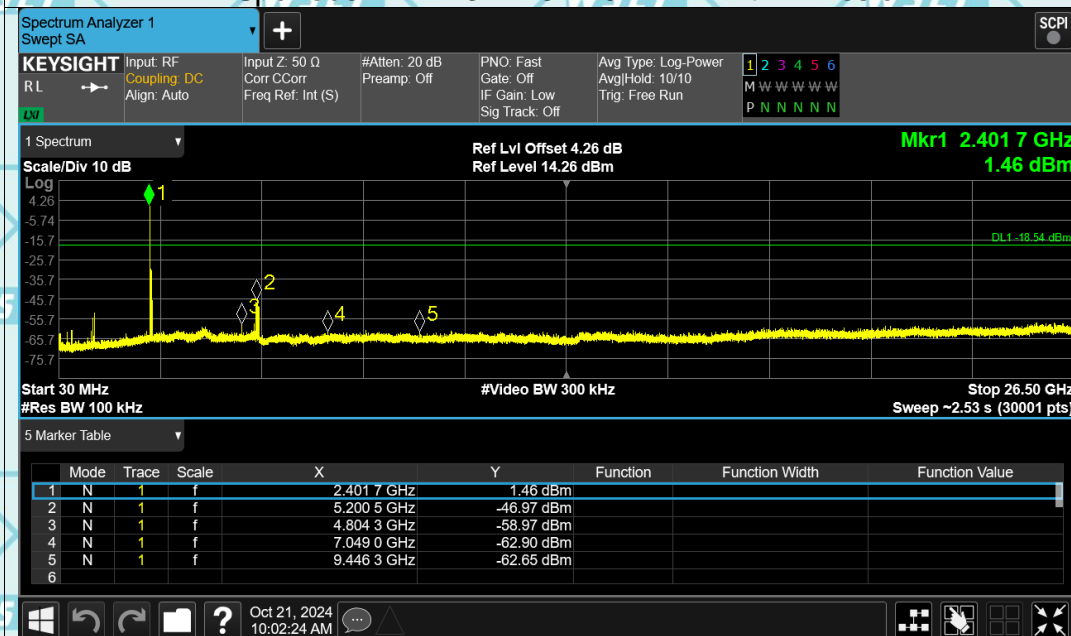 Spectrum Analyzer 1
Swept SA
+
SCPI
KEYSIGHT
RL
LXI
Input: RF
Coupling: DC
Align: Auto
Input Z: 50 Ω
Corr CCorr
Freq Ref: Int (S)
#Atten: 20 dB
Preamp: Off
PNO: Fast
Gate: Off
IF Gain: Low
Sig Track: Off
Avg Type: Log-Power
Avg|Hold: 10/10
Trig: Free Run
1 2 3 4 5 6
M W W W W W
P N N N N N
1 Spectrum
Scale/Div 10 dB
Ref Lvl Offset 4.26 dB
Ref Level 14.26 dBm
Mkr1 2.401 7 GHz
1.46 dBm
Log
4.26
-5.74
-15.7
-25.7
-35.7
-45.7
-55.7
-65.7
-75.7
1
2
3
4
5
DL1 -18.54 dBm
Start 30 MHz
#Res BW 100 kHz
#Video BW 300 kHz
Stop 26.50 GHz
Sweep ~2.53 s (30001 pts)
5 Marker Table
Mode Trace Scale X Y Function Function Width Function Value
1 N 1 f 2.401 7 GHz 1.46 dBm
2 N 1 f 5.200 5 GHz -46.97 dBm
3 N 1 f 4.804 3 GHz -58.97 dBm
4 N 1 f 7.049 0 GHz -62.90 dBm
5 N 1 f 9.446 3 GHz -62.65 dBm
6
?
Oct 21, 2024
10:02:24 AM